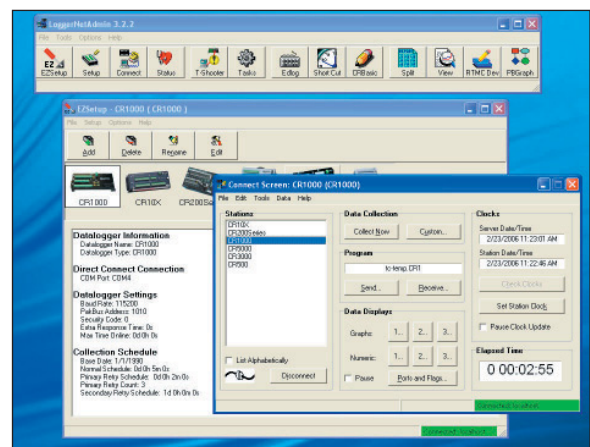 LoggerNetAdmin 3.2.2
File Tools Options Help
EZSetup Setup Connect Status T-Shooter Tasks Edlog Short Cut CRBasic Split View RTMC Dev PBGraph
EZSetup - CR1000 ( CR1000 )
File Setup Options Help
Add Delete Rename Edit
CR1000 CR10X
Datalogger Information
Datalogger Name: CR1000
Datalogger Type: CR1000
Direct Connect Connection
COM Port: COM4
Datalogger Settings
Baud Rate: 115200
PakBus Address: 1010
Security Code: 0
Extra Response Time: 0s
Max Time Online: 0d 0h 0m
Collection Schedule
Base Date: 1/1/1990
Normal Schedule: 0d 0h 5m 0s
Primary Retry Schedule: 0d 0h 2m 0s
Primary Retry Count: 3
Secondary Retry Schedule: 1d 0h 0m 0s
Connect Screen: CR1000 (CR1000)
File Edit Tools Data Help
Stations
CR10X
CR200Series
CR1000
CR5000
CR3000
CR500
List Alphabetically
Disconnect
Data Collection
Collect Now Custom...
Program
tc-temp.CR1
Send... Receive...
Data Displays
Graphs: 1... 2... 3...
Numeric: 1... 2... 3...
Pause Ports and Flags...
Clocks
Server Date/Time
2/23/2006 11:23:01 AM
Station Date/Time
2/23/2006 11:22:46 AM
Check Clocks
Set Station Clock
Pause Clock Update
Elapsed Time
0 00:02:55
Connected: localhost
Connected: localhost